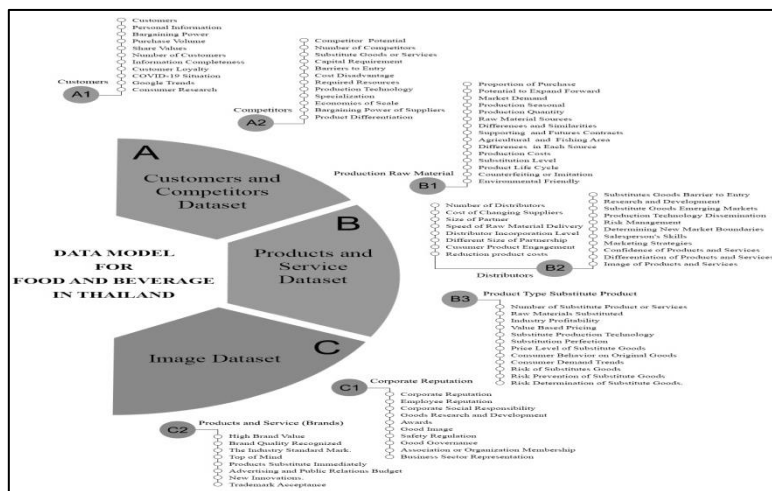 Customers
Personal Information
Bargaining Power
Purchase Volume
Share Values
Number of Customers
Information Completeness
Customer Loyalty
COVID-19 Situation
Google Trends
Consumer Research
Customers
A1
Competitor Potential
Number of Competitors
Substitute Goods or Services
Capital Requirement
Barriers to Entry
Cost Disadvantage
Required Resources
Production Technology
Specialization
Economies of Scale
Bargaining Power of Suppliers
Product Differentiation
Competitors
A2
A
Customers and
Competitors
Dataset
Proportion of Purchase
Potential to Expand Forward
Market Demand
Production Seasonal
Production Quantity
Raw Material Sources
Differences and Similarities
Supporting and Futures Contracts
Agricultural and Fishing Area
Differences in Each Source
Production Costs
Substitution Level
Product Life Cycle
Counterfeiting or Imitation
Environmental Friendly
Production Raw Material
B1
B
Products and
Service
Dataset
Number of Distributors
Cost of Changing Suppliers
Size of Partner
Speed of Raw Material Delivery
Distributor Incorporation Level
Different Size of Partnership
Cusumer Product Engagement
Reduction product costs
Distributors
B2
Substitutes Goods Barrier to Entry
Research and Development
Substitute Goods Emerging Markets
Production Technology Dissemination
Risk Management
Determining New Market Boundaries
Salesperson's Skills
Marketing Strategies
Confidence of Products and Services
Differentiation of Products and Services
Image of Products and Services
DATA MODEL
FOR
FOOD AND BEVERAGE
IN THAILAND
B3
Product Type Substitute Product
Number of Substitute Product or Services
Raw Materials Substituted
Industry Profitability
Value Based Pricing
Substitute Production Technology
Substitution Perfection
Price Level of Substitute Goods
Consumer Behavior on Original Goods
Consumer Demand Trends
Risk of Substitutes Goods
Risk Prevention of Substitute Goods
Risk Determination of Substitute Goods.
C
Image Dataset
C1
Corporate Reputation
Corporate Reputation
Employee Reputation
Corporate Social Responsibility
Goods Research and Development
Awards
Good Image
Safety Regulation
Good Governance
Association or Organization Membership
Business Sector Representation
C2
Products and Service (Brands)
High Brand Value
Brand Quality Recognized
The Industry Standard Mark.
Top of Mind
Products Substitute Immediately
Advertising and Public Relations Budget
New Innovations.
Trademark Acceptance